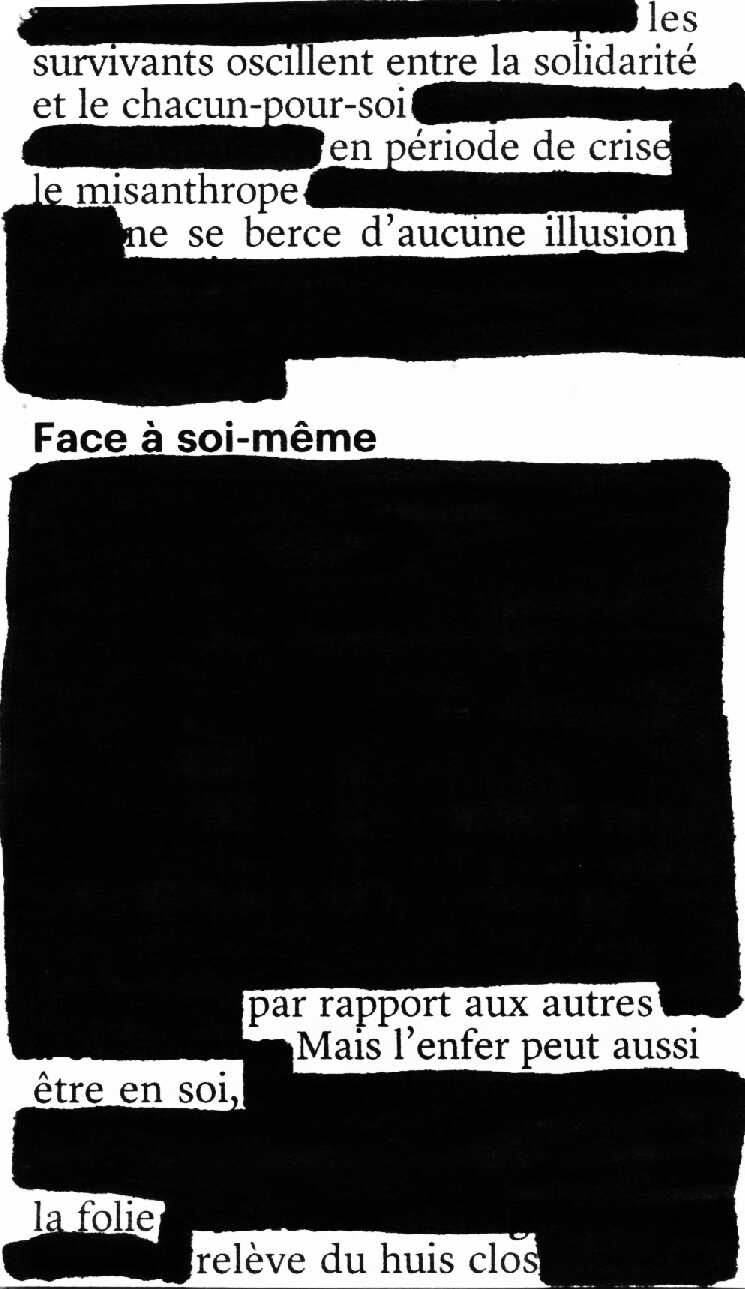 les
survivants oscillent entre la solidarité
et le chacun-pour-soi
en période de crise
le misanthrope
ne se berce d'aucune illusion
Face à soi-même
par rapport aux autres
Mais l'enfer peut aussi
être en soi,
la folie
relève du huis clos